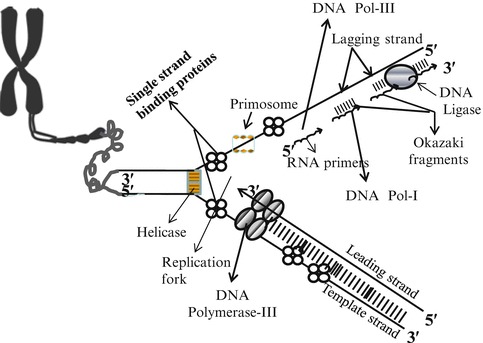 DNA Pol-III
Lagging strand
5′
3′
Single strand
binding proteins
Primosome
DNA
Ligase
5′
RNA primers
Okazaki
fragments
3′
5′
3′
DNA Pol-I
Helicase
Replication
fork
Leading strand
DNA
Polymerase-III
Template strand
5′
3′